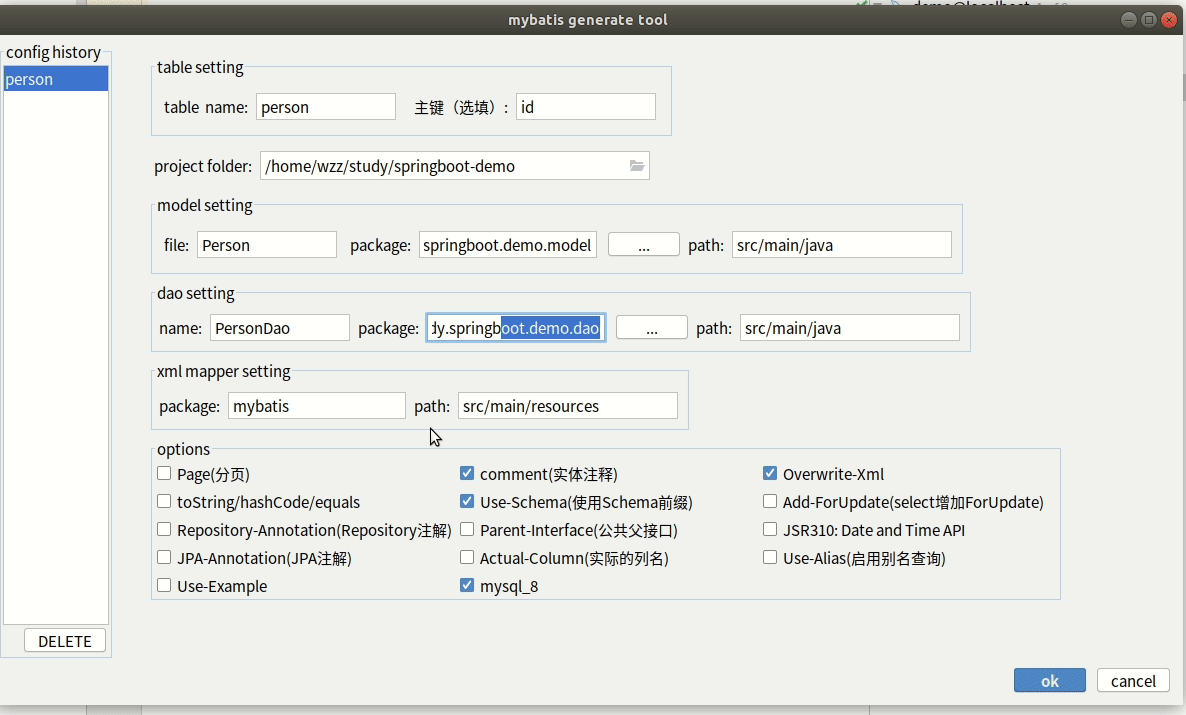 mybatis generate tool
config history
person
DELETE
table setting
table name: person 主键（选填）: id
project folder: /home/wzz/study/springboot-demo
model setting
file: Person package: springboot.demo.model ... path: src/main/java
dao setting
name: PersonDao package: dy.springboot.demo.dao ... path: src/main/java
xml mapper setting
package: mybatis path: src/main/resources
options
Page(分页) comment(实体注释) Overwrite-Xml
toString/hashCode/equals Use-Schema(使用Schema前缀) Add-ForUpdate(select增加ForUpdate)
Repository-Annotation(Repository注解) Parent-Interface(公共父接口) JSR310: Date and Time API
JPA-Annotation(JPA注解) Actual-Column(实际的列名) Use-Alias(启用别名查询)
Use-Example mysql_8
ok cancel